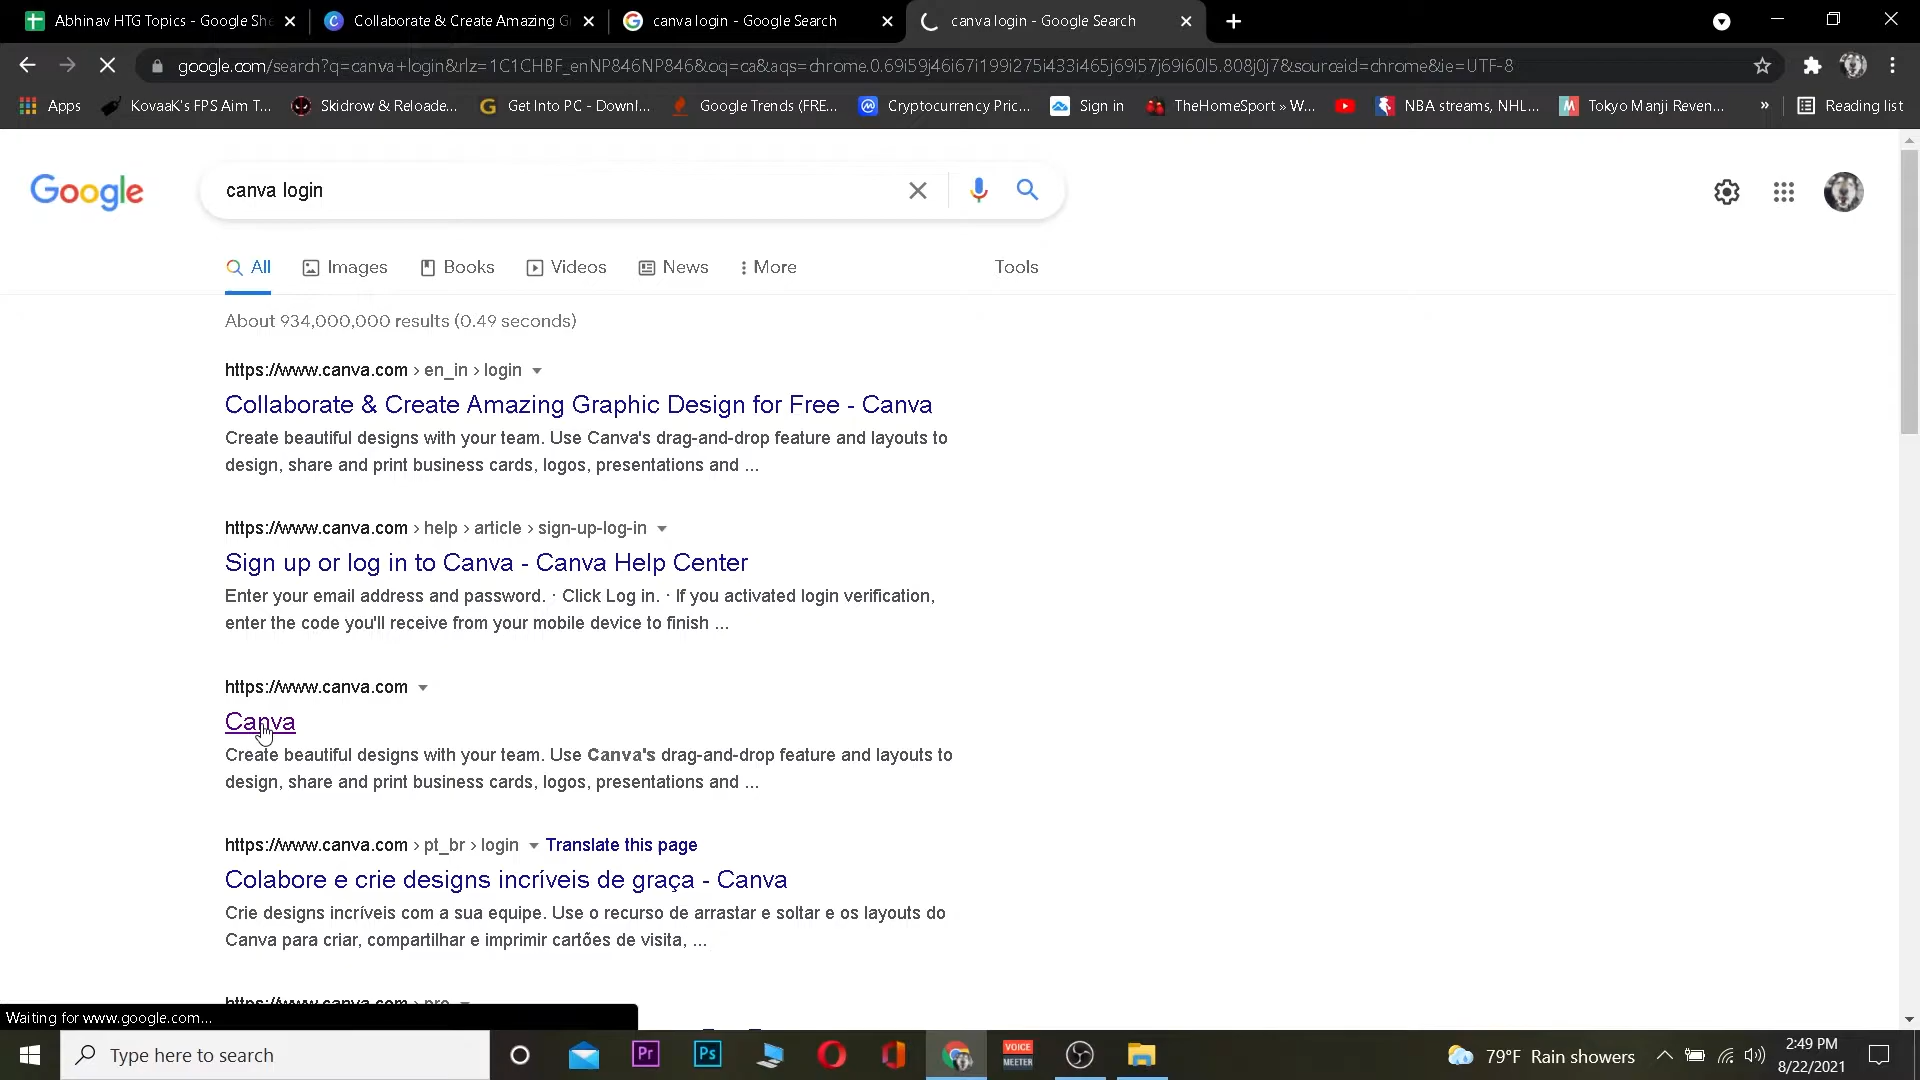 Abhinav HTG Topics - Google She
Collaborate & Create Amazing G
canva login - Google Search
canva login - Google Search
google.com/search?q=canva+login&rlz=1C1CHBF_enNP846NP846&oq=ca&aqs=chrome.0.69i59j46i67i199i275i433i465j69i57j69i60l5.808j0j7&sourceid=chrome&ie=UTF-8
Apps
KovaaK's FPS Aim T...
Skidrow & Reloade...
Get Into PC - Downl...
Google Trends (FRE...
Cryptocurrency Pric...
Sign in
TheHomeSport » W...
NBA streams, NHL...
Tokyo Manji Reven...
»
Reading list
Google
canva login
All
Images
Books
Videos
News
More
Tools
About 934,000,000 results (0.49 seconds)
https://www.canva.com › en_in › login
Collaborate & Create Amazing Graphic Design for Free - Canva
Create beautiful designs with your team. Use Canva's drag-and-drop feature and layouts to
design, share and print business cards, logos, presentations and ...
https://www.canva.com › help › article › sign-up-log-in
Sign up or log in to Canva - Canva Help Center
Enter your email address and password. · Click Log in. · If you activated login verification,
enter the code you'll receive from your mobile device to finish ...
https://www.canva.com
Canva
Create beautiful designs with your team. Use Canva's drag-and-drop feature and layouts to
design, share and print business cards, logos, presentations and ...
https://www.canva.com › pt_br › login Translate this page
Colabore e crie designs incríveis de graça - Canva
Crie designs incríveis com a sua equipe. Use o recurso de arrastar e soltar e os layouts do
Canva para criar, compartilhar e imprimir cartões de visita, ...
https://www.canva.com › pro
Waiting for www.google.com...
Type here to search
Pr
Ps
VOICE
MEETER
79°F Rain showers
2:49 PM
8/22/2021